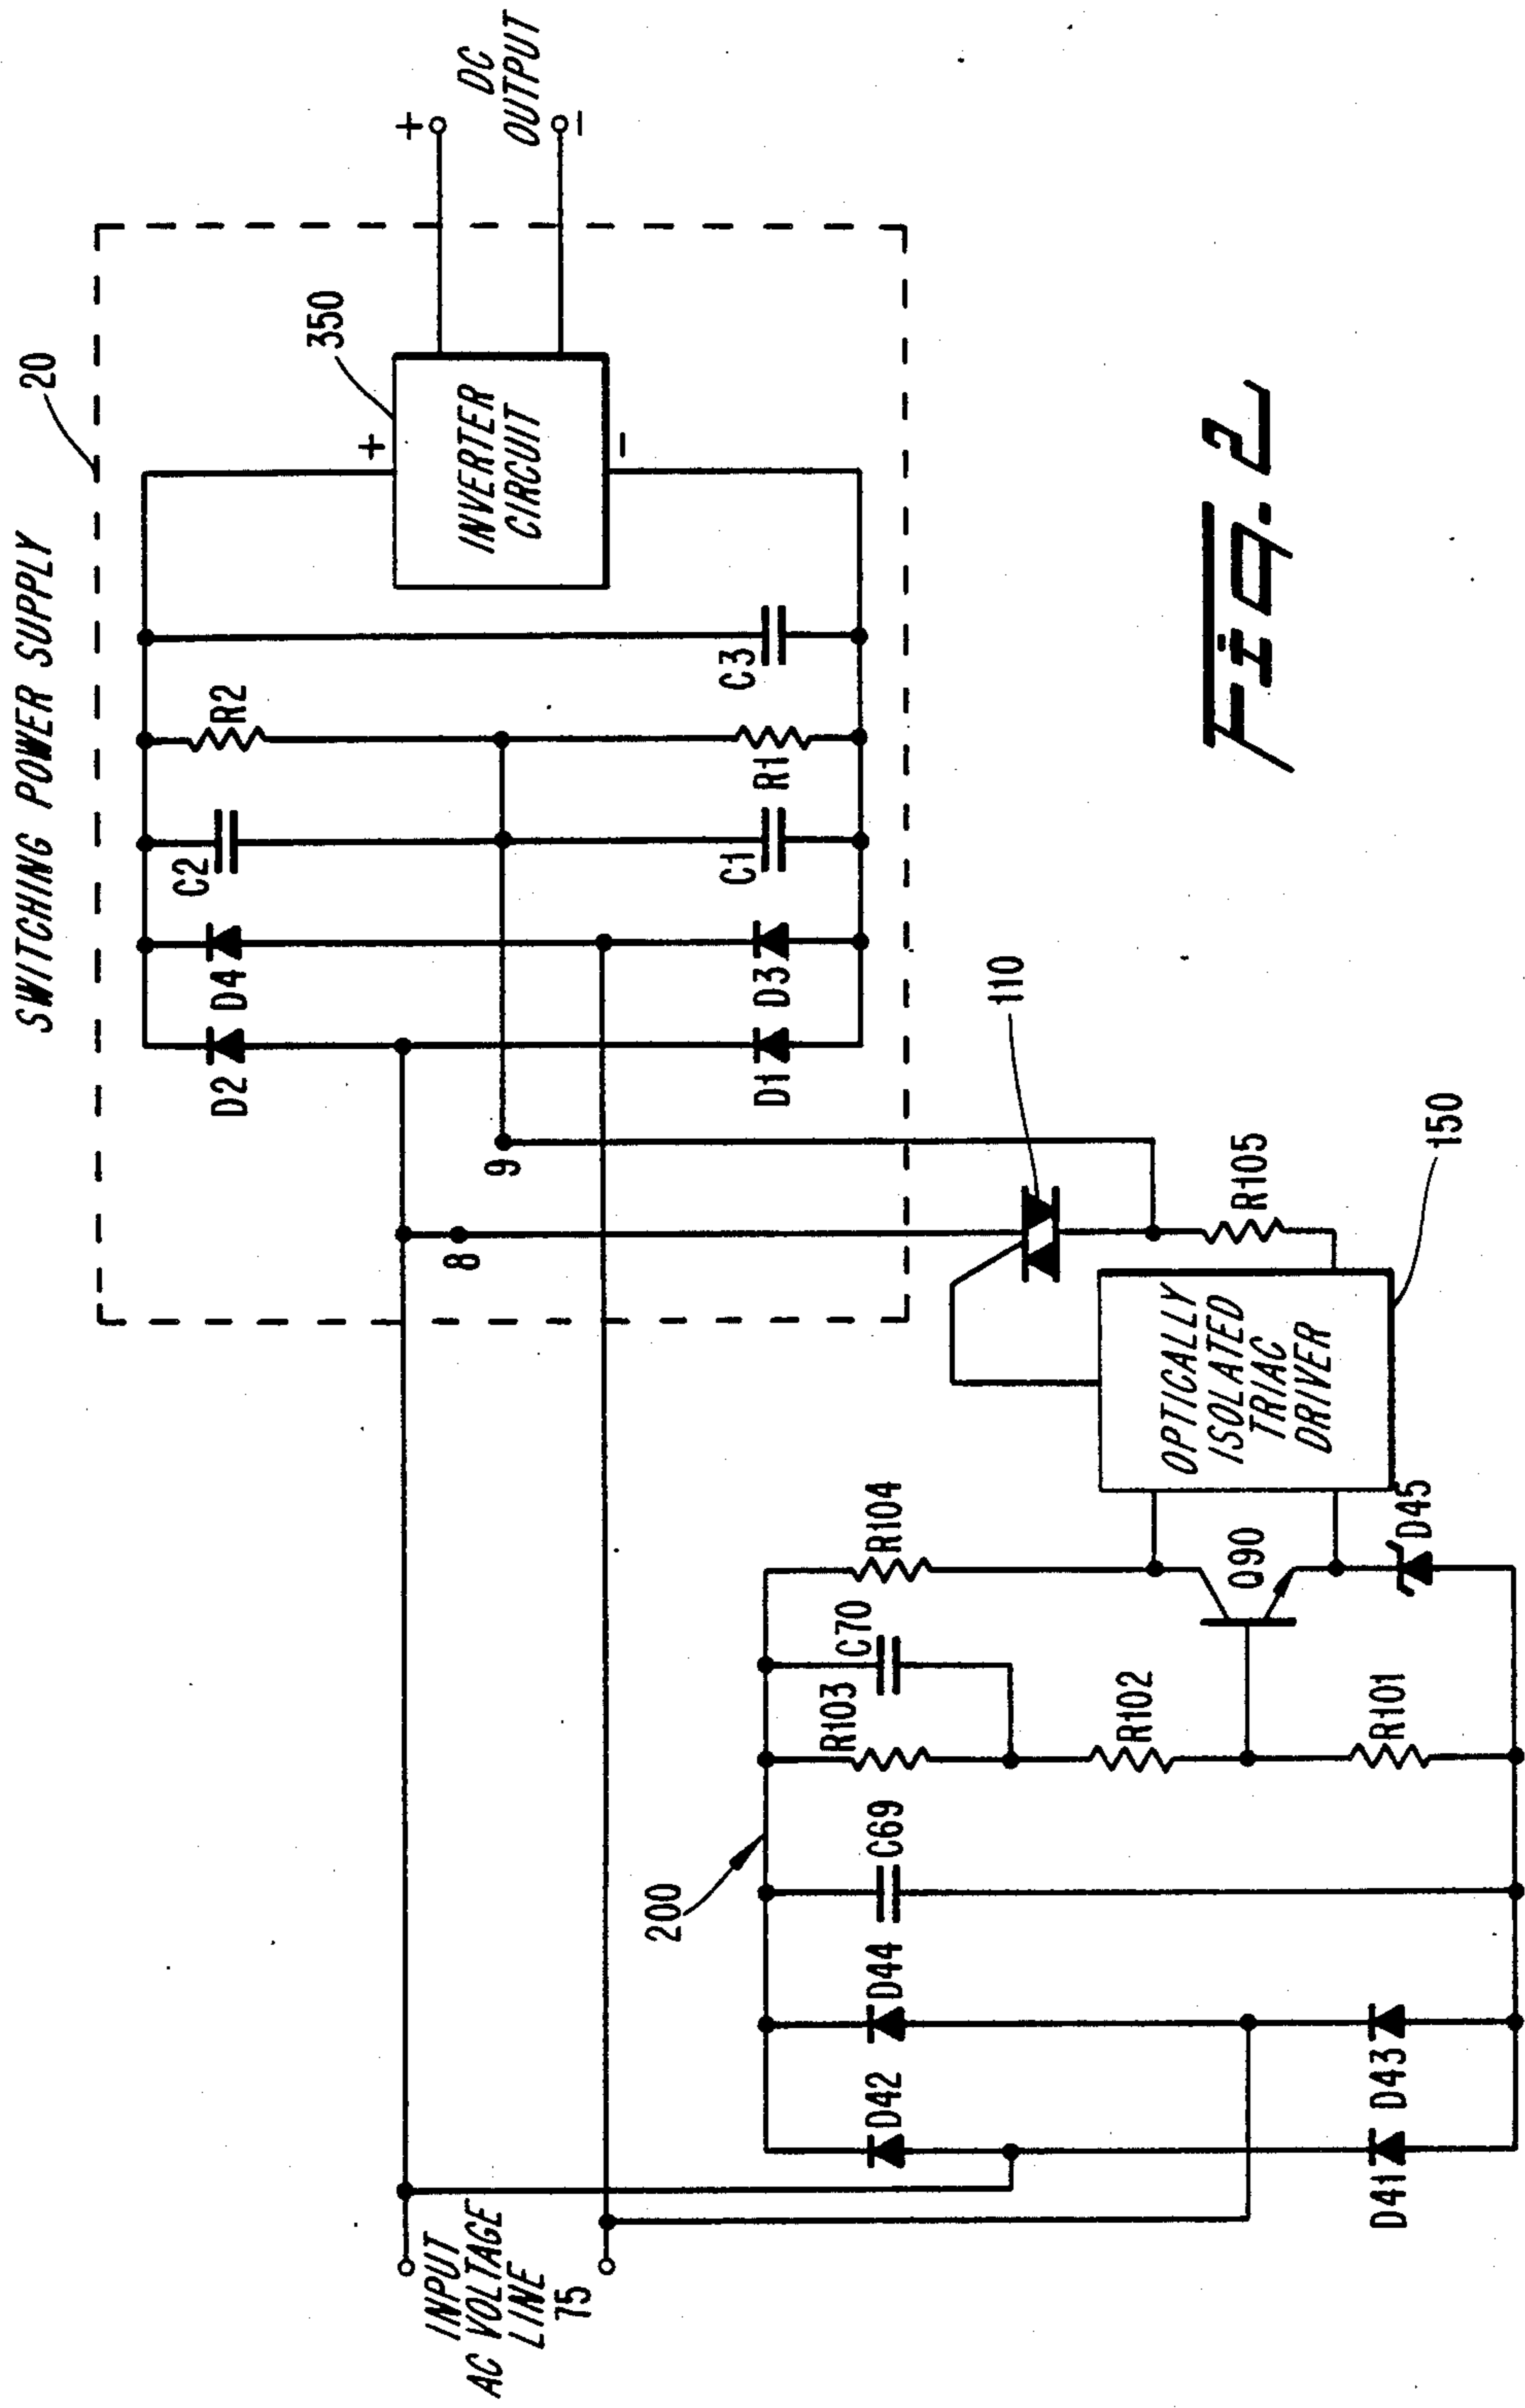 SWITCHING POWER SUPPLY
20
D2
D4
C2
R2
350
+
INVERTER
CIRCUIT
−
+
DC
OUTPUT
−
D1
D3
C1
R1
C3
8
9
110
INPUT
AC VOLTAGE
LINE
75
200
D42
D44
C69
R103
C70
R104
R102
Q90
R101
D45
D41
D43
OPTICALLY
ISOLATED
TRIAC
DRIVER
R105
150
Fig. 2